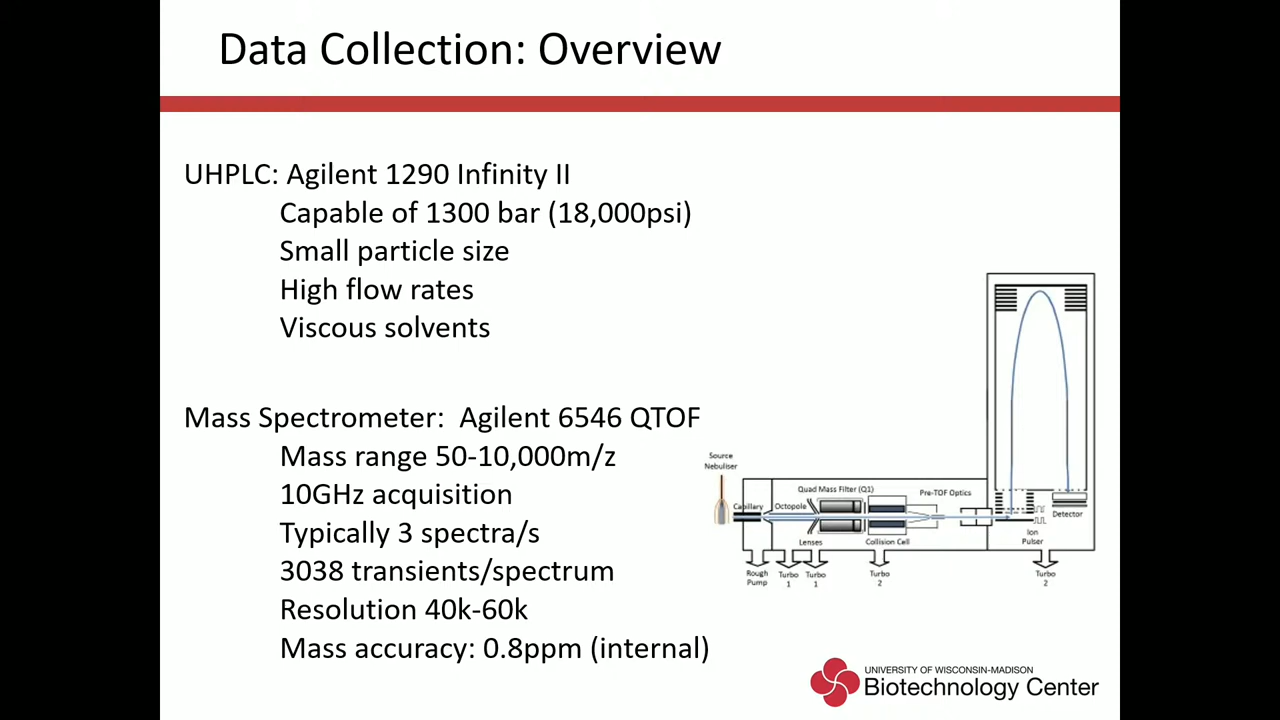 Data Collection: Overview
UHPLC: Agilent 1290 Infinity II
Capable of 1300 bar (18,000psi)
Small particle size
High flow rates
Viscous solvents
Mass Spectrometer:  Agilent 6546 QTOF
Mass range 50-10,000m/z
10GHz acquisition
Typically 3 spectra/s
3038 transients/spectrum
Resolution 40k-60k
Mass accuracy: 0.8ppm (internal)
Source
Nebuliser
Capillary
Octopole
Quad Mass Filter (Q1)
Pre-TOF Optics
Lenses
Collision Cell
Ion
Pulser
Detector
Rough
Pump
Turbo
1
Turbo
1
Turbo
2
Turbo
2
UNIVERSITY OF WISCONSIN-MADISON
Biotechnology Center